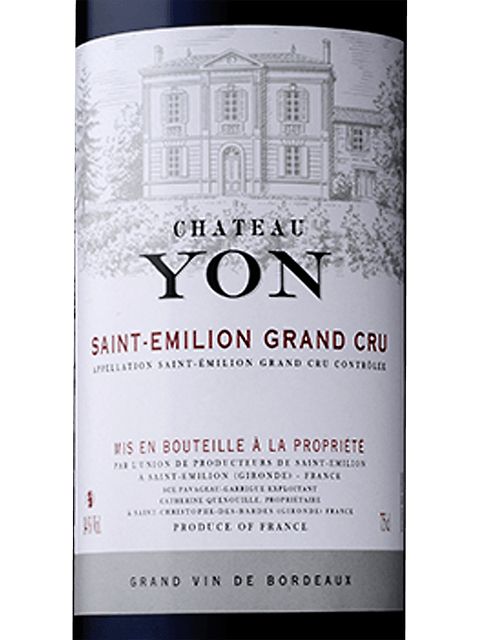 CHATEAU
YON
SAINT-EMILION GRAND CRU
APPELLATION SAINT-ÉMILION GRAND CRU CONTRÔLÉE
MIS EN BOUTEILLE À LA PROPRIÉTÉ
PAR L'UNION DE PRODUCTEURS DE SAINT-EMILION
A SAINT-EMILION (GIRONDE) - FRANCE
SCE PAVAGEAU-GARRIGUE EXPLOITANT
CATHERINE QUENOUILLE, PROPRIÉTAIRE
A SAINT-CHRISTOPHE-DES-BARDES (GIRONDE) FRANCE
PRODUCE OF FRANCE
75cl
GRAND VIN DE BORDEAUX